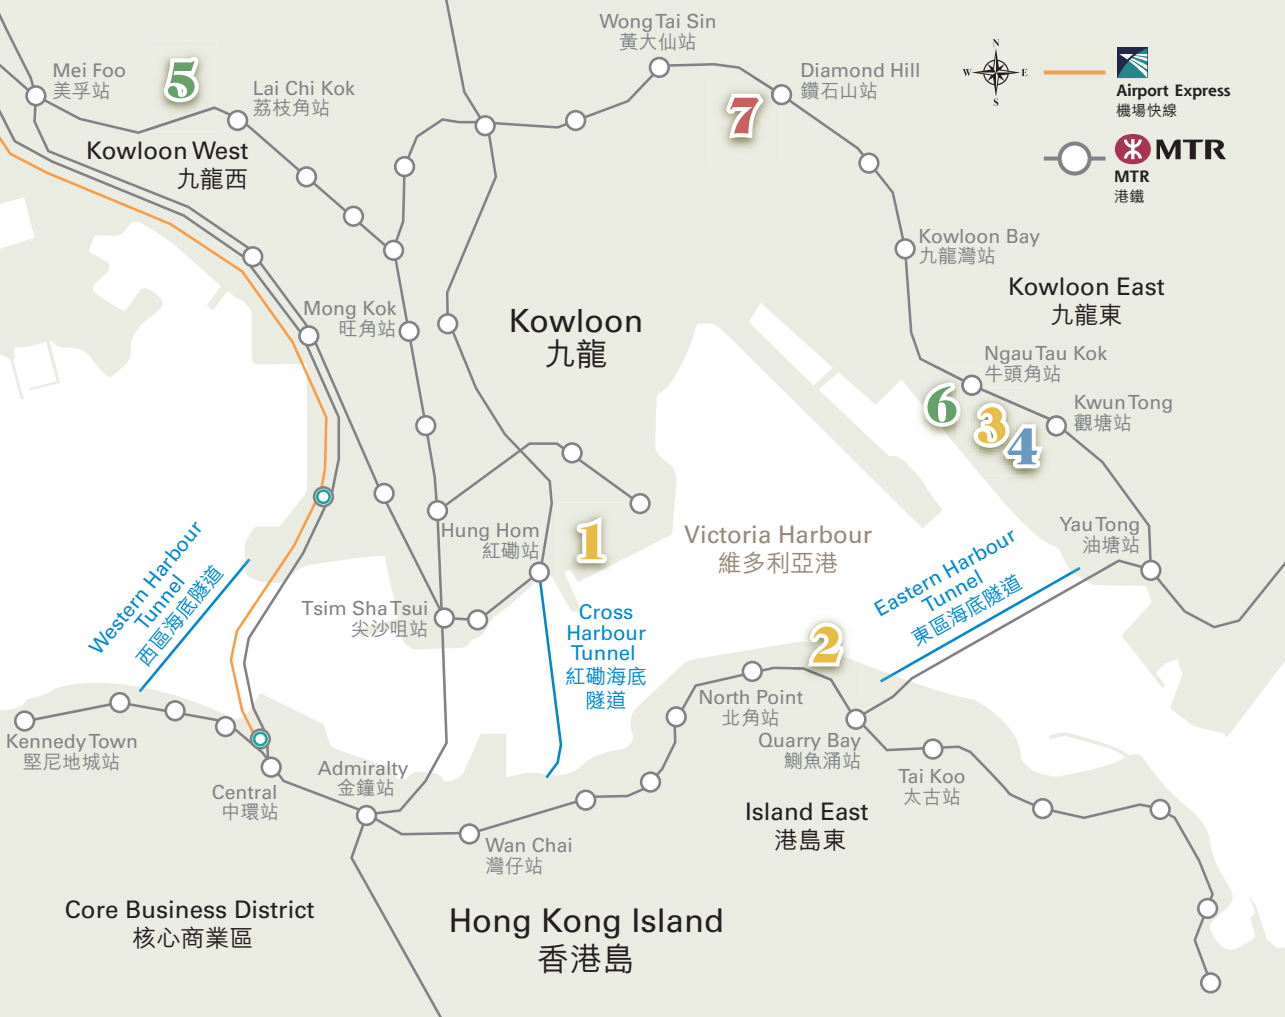 Wong Tai Sin
黃大仙站
Mei Foo
美孚站
5
Lai Chi Kok
荔枝角站
Diamond Hill
鑽石山站
7
N
W
E
S
Airport Express
機場快線
MTR
MTR
港鐵
Kowloon West
九龍西
Kowloon Bay
九龍灣站
Kowloon East
九龍東
Mong Kok
旺角站
Kowloon
九龍
Ngau Tau Kok
牛頭角站
6
3
4
Kwun Tong
觀塘站
Hung Hom
紅磡站
1
Victoria Harbour
維多利亞港
Yau Tong
油塘站
Western Harbour
Tunnel
西區海底隧道
Eastern Harbour
Tunnel
東區海底隧道
Tsim Sha Tsui
尖沙咀站
Cross
Harbour
Tunnel
紅磡海底
隧道
2
North Point
北角站
Kennedy Town
堅尼地城站
Quarry Bay
鰂魚涌站
Admiralty
金鐘站
Central
中環站
Tai Koo
太古站
Island East
港島東
Wan Chai
灣仔站
Core Business District
核心商業區
Hong Kong Island
香港島